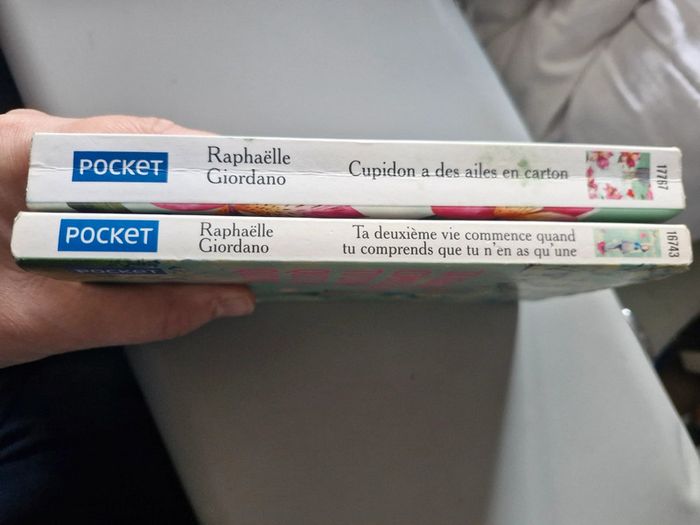 POCKET
Raphaëlle
Giordano
Cupidon a des ailes en carton
17767
POCKET
Raphaëlle
Giordano
Ta deuxième vie commence quand
tu comprends que tu n'en as qu'une
16743
POCKET